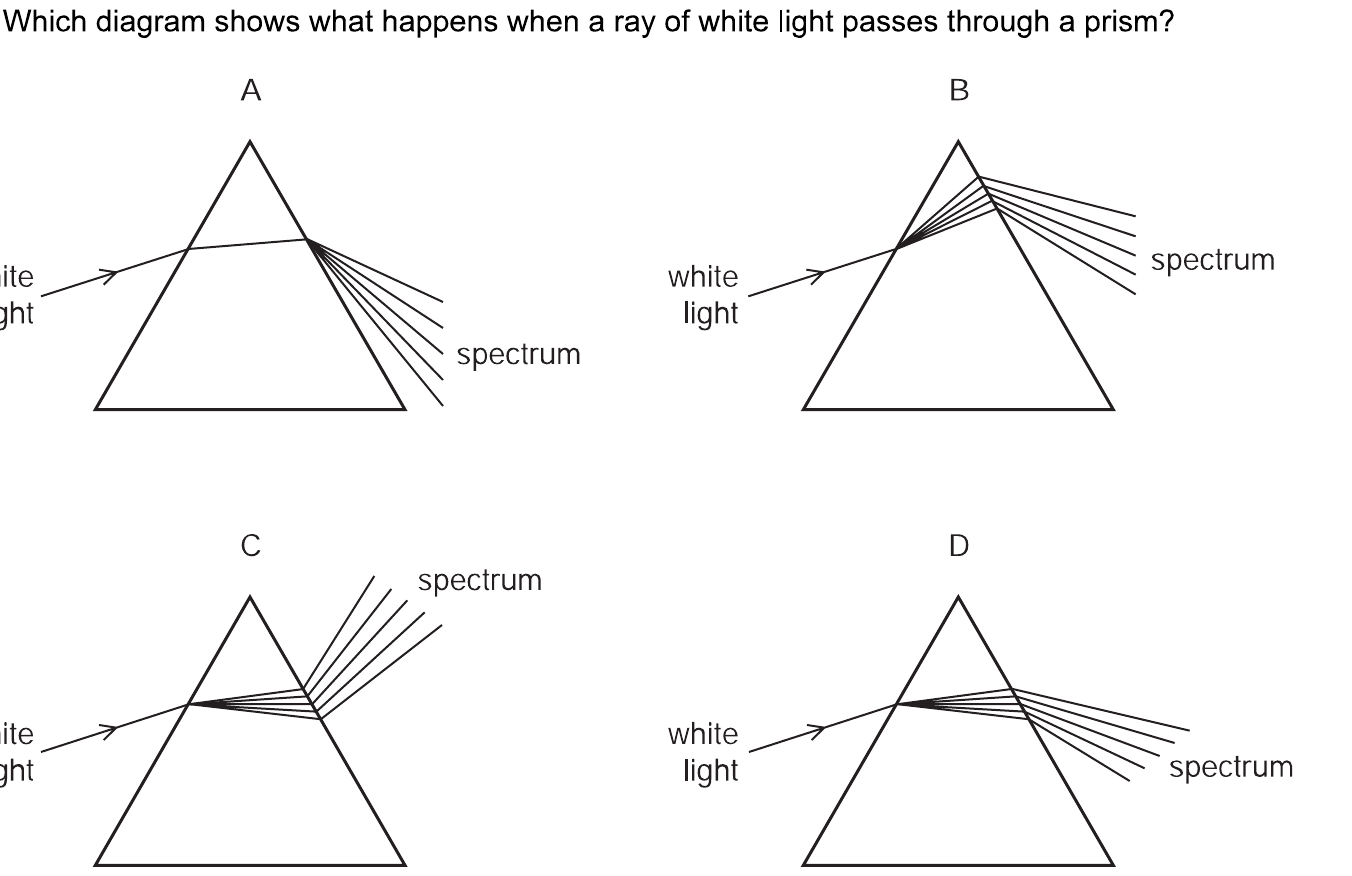 Which diagram shows what happens when a ray of white light passes through a prism?
A
B
ite
ght
spectrum
white
light
spectrum
C
D
ite
ght
spectrum
white
light
spectrum